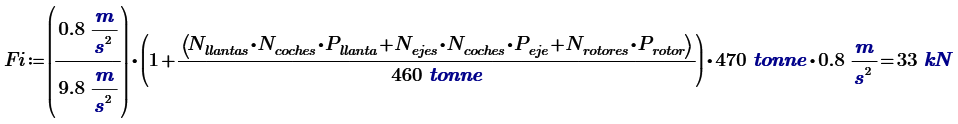 Fi := ((0.8 m/s²)/(9.8 m/s²)) · (1 + (N_llantas · N_coches · P_llanta + N_ejes · N_coches · P_eje + N_rotores · P_rotor)/(460 tonne)) · 470 tonne · 0.8 m/s² = 33 kN